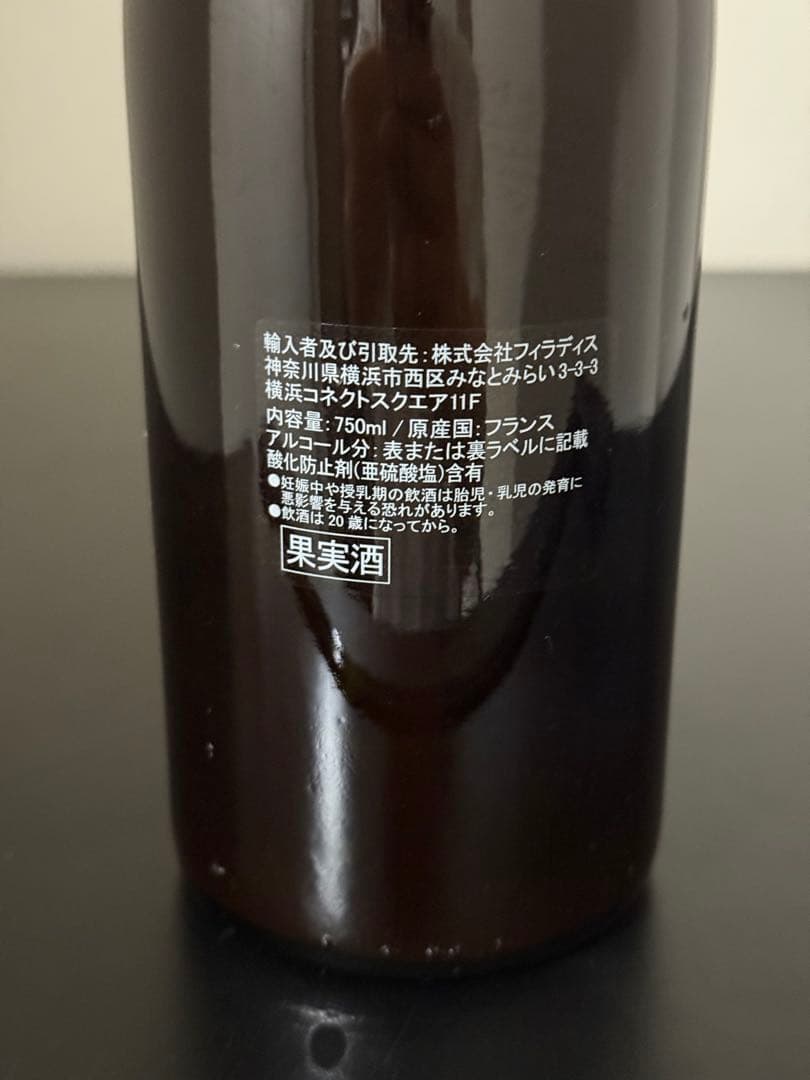 輸入者及び引取先:株式会社フィラディス
神奈川県横浜市西区みなとみらい3-3-3
横浜コネクトスクエア11F
内容量:750ml / 原産国:フランス
アルコール分:表または裏ラベルに記載
酸化防止剤(亜硫酸塩)含有
●妊娠中や授乳期の飲酒は胎児・乳児の発育に
悪影響を与える恐れがあります。
●飲酒は20歳になってから。
果実酒